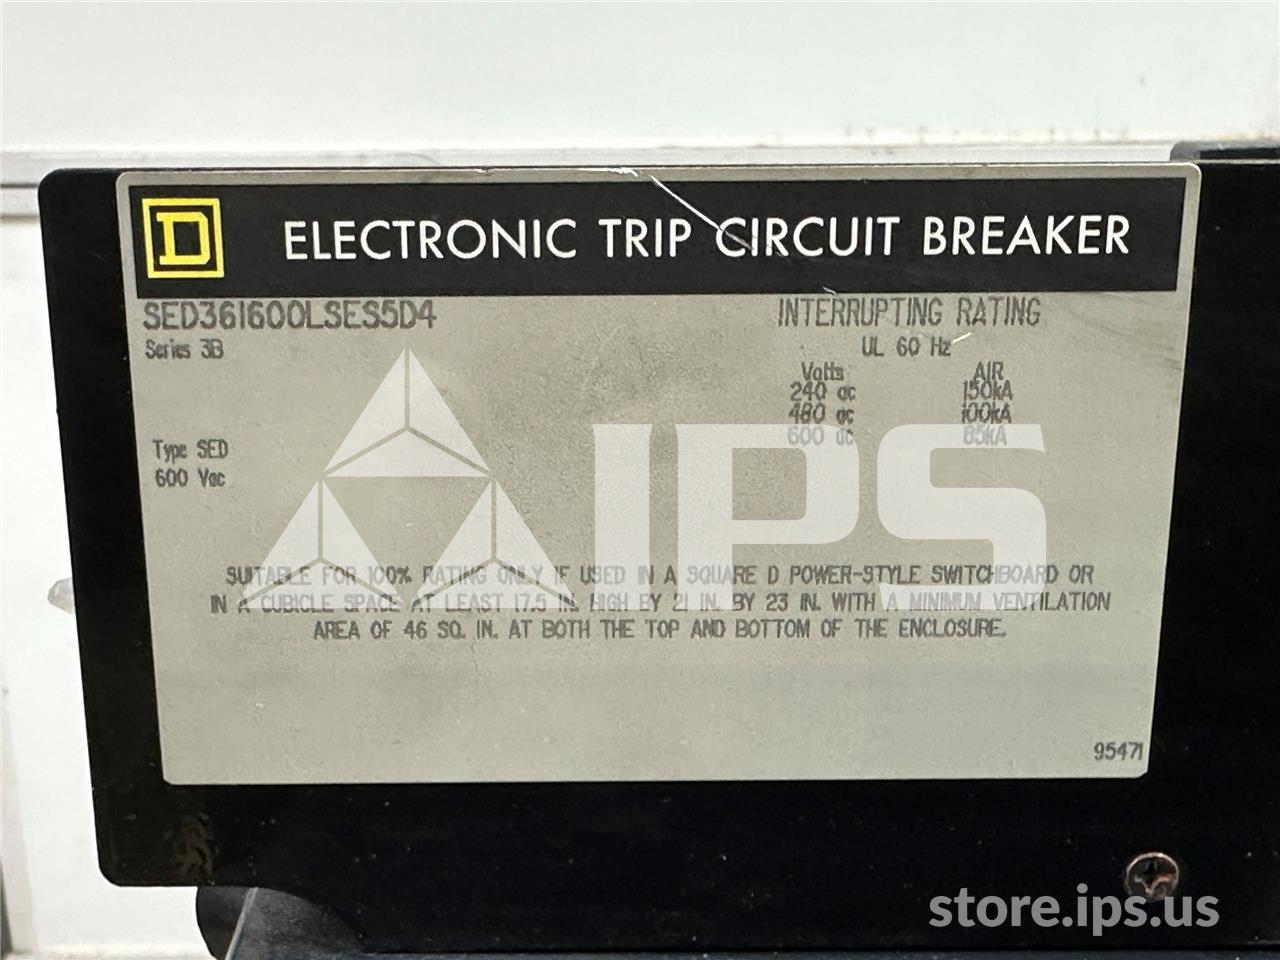 D ELECTRONIC TRIP CIRCUIT BREAKER
SED361600LSES5D4
Series 3B
INTERRUPTING RATING
UL 60 Hz
Volts AIR
240 ac 150kA
480 ac 100kA
600 ac 85kA
Type SED
600 Vac
IPS
SUITABLE FOR 100% RATING ONLY IF USED IN A SQUARE D POWER-STYLE SWITCHBOARD OR
IN A CUBICLE SPACE AT LEAST 17.5 IN. HIGH BY 21 IN. BY 23 IN. WITH A MINIMUM VENTILATION
AREA OF 46 SQ. IN. AT BOTH THE TOP AND BOTTOM OF THE ENCLOSURE.
95471
store.ips.us